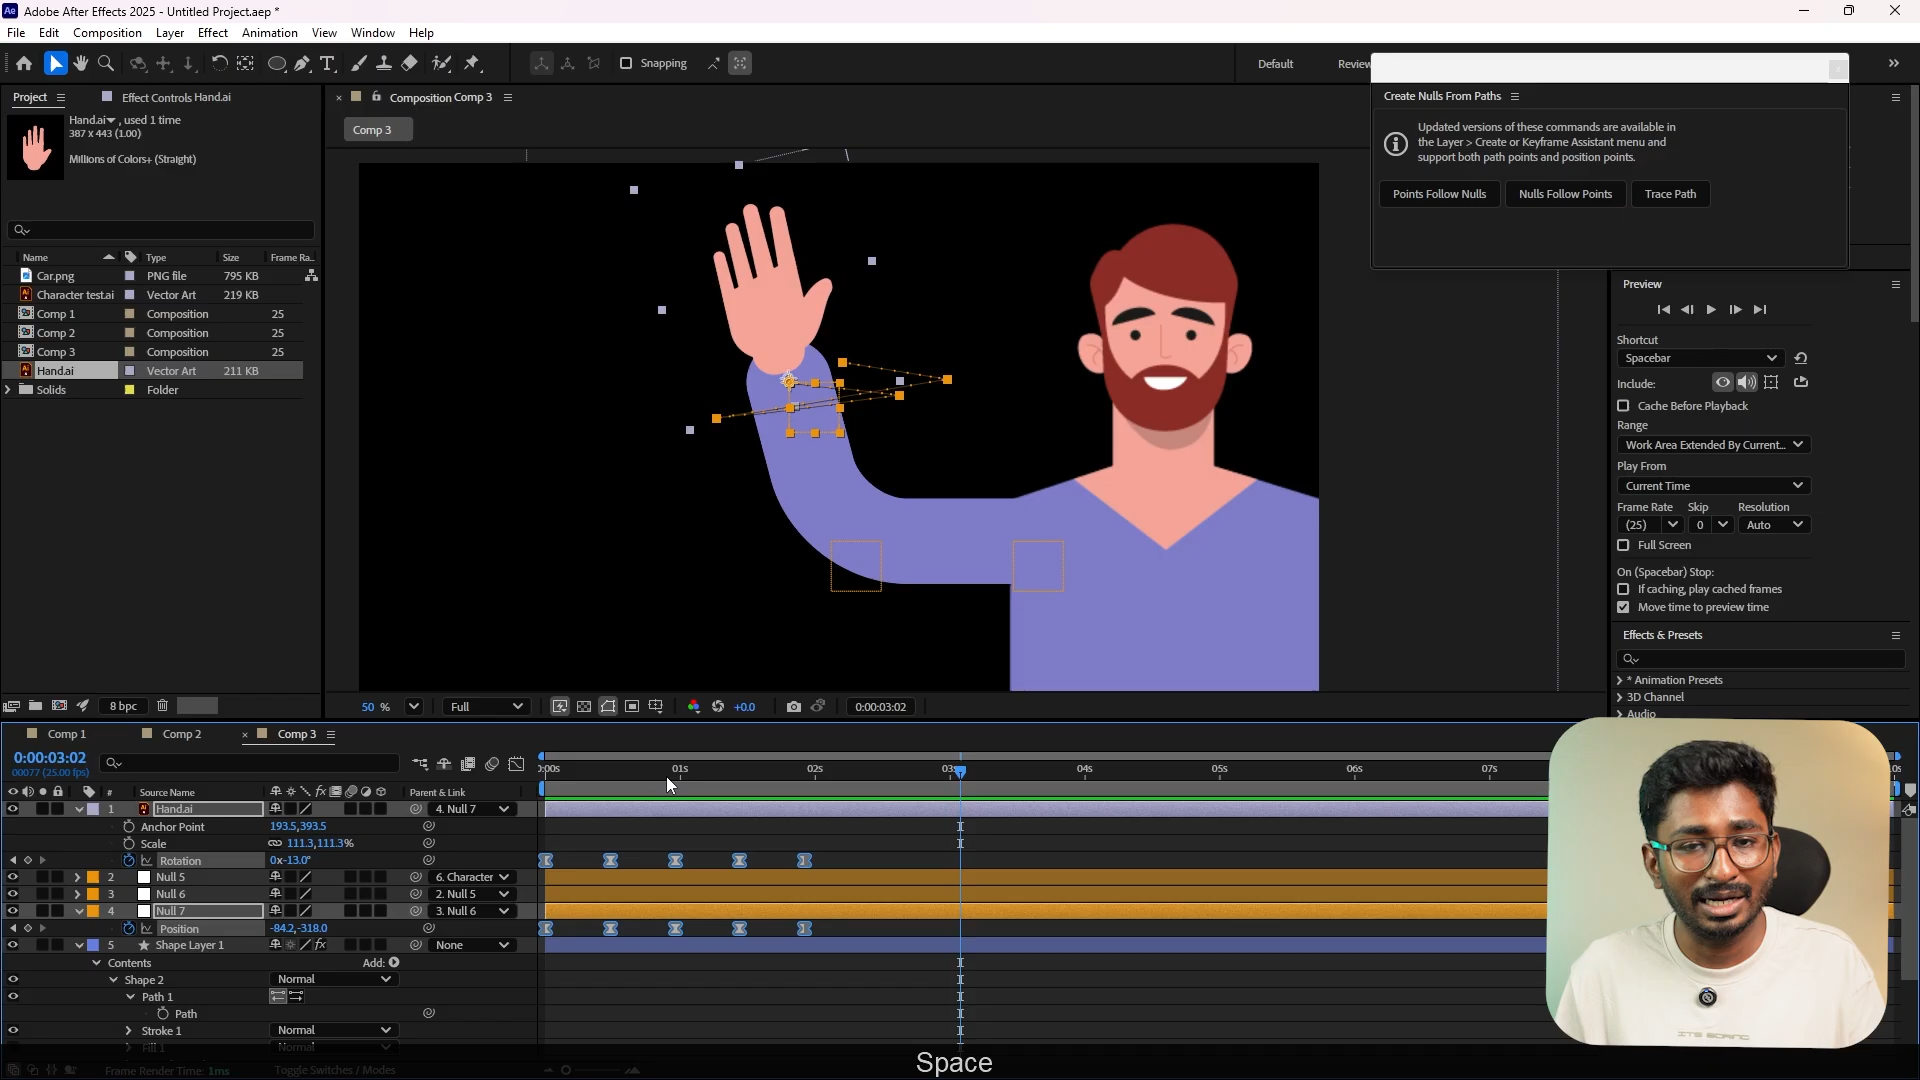 Adobe After Effects 2025 - Untitled Project.aep *
File Edit Composition Layer Effect Animation View Window Help
Snapping
Default
Review
Project
Effect Controls Hand.ai
Hand.ai , used 1 time
387 x 443 (1.00)
Millions of Colors+ (Straight)
Name Type Size Frame Ra..
Car.png PNG file 795 KB
Character test.ai Vector Art 219 KB
Comp 1 Composition 25
Comp 2 Composition 25
Comp 3 Composition 25
Hand.ai Vector Art 211 KB
Solids Folder
8 bpc
Composition Comp 3
Comp 3
50 %
Full
+0.0
0:00:03:02
Create Nulls From Paths
Updated versions of these commands are available in
the Layer > Create or Keyframe Assistant menu and
support both path points and position points.
Points Follow Nulls
Nulls Follow Points
Trace Path
Preview
Shortcut
Spacebar
Include:
Cache Before Playback
Range
Work Area Extended By Current...
Play From
Current Time
Frame Rate Skip Resolution
(25) 0 Auto
Full Screen
On (Spacebar) Stop:
If caching, play cached frames
Move time to preview time
Effects & Presets
* Animation Presets
3D Channel
Audio
Comp 1
Comp 2
Comp 3
0:00:03:02
00077 (25.00 fps)
# Source Name Parent & Link
:00s 01s 02s 03s 04s 05s 06s 07s
1 Hand.ai 4. Null 7
Anchor Point 193.5,393.5
Scale 111.3,111.3%
Rotation 0x-13.0°
2 Null 5 6. Character
3 Null 6 2. Null 5
4 Null 7 3. Null 6
Position -84.2,-318.0
5 Shape Layer 1 None
Contents Add:
Shape 2 Normal
Path 1
Path
Stroke 1 Normal
Fill 1 Normal
Frame Render Time: 1ms
Toggle Switches / Modes
Space